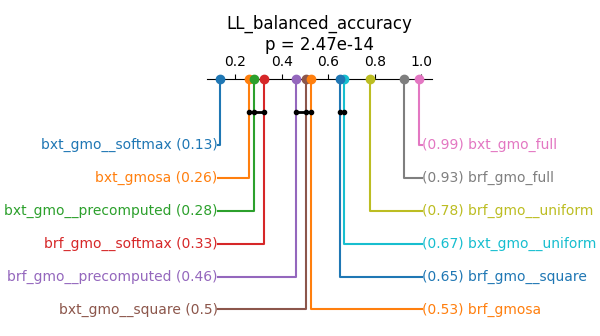 LL_balanced_accuracy
p = 2.47e-14
0.2 0.4 0.6 0.8 1.0
bxt_gmo__softmax (0.13) (0.99) bxt_gmo_full
bxt_gmosa (0.26) (0.93) brf_gmo_full
bxt_gmo__precomputed (0.28) (0.78) brf_gmo__uniform
brf_gmo__softmax (0.33) (0.67) bxt_gmo__uniform
brf_gmo__precomputed (0.46) (0.65) brf_gmo__square
bxt_gmo__square (0.5) (0.53) brf_gmosa